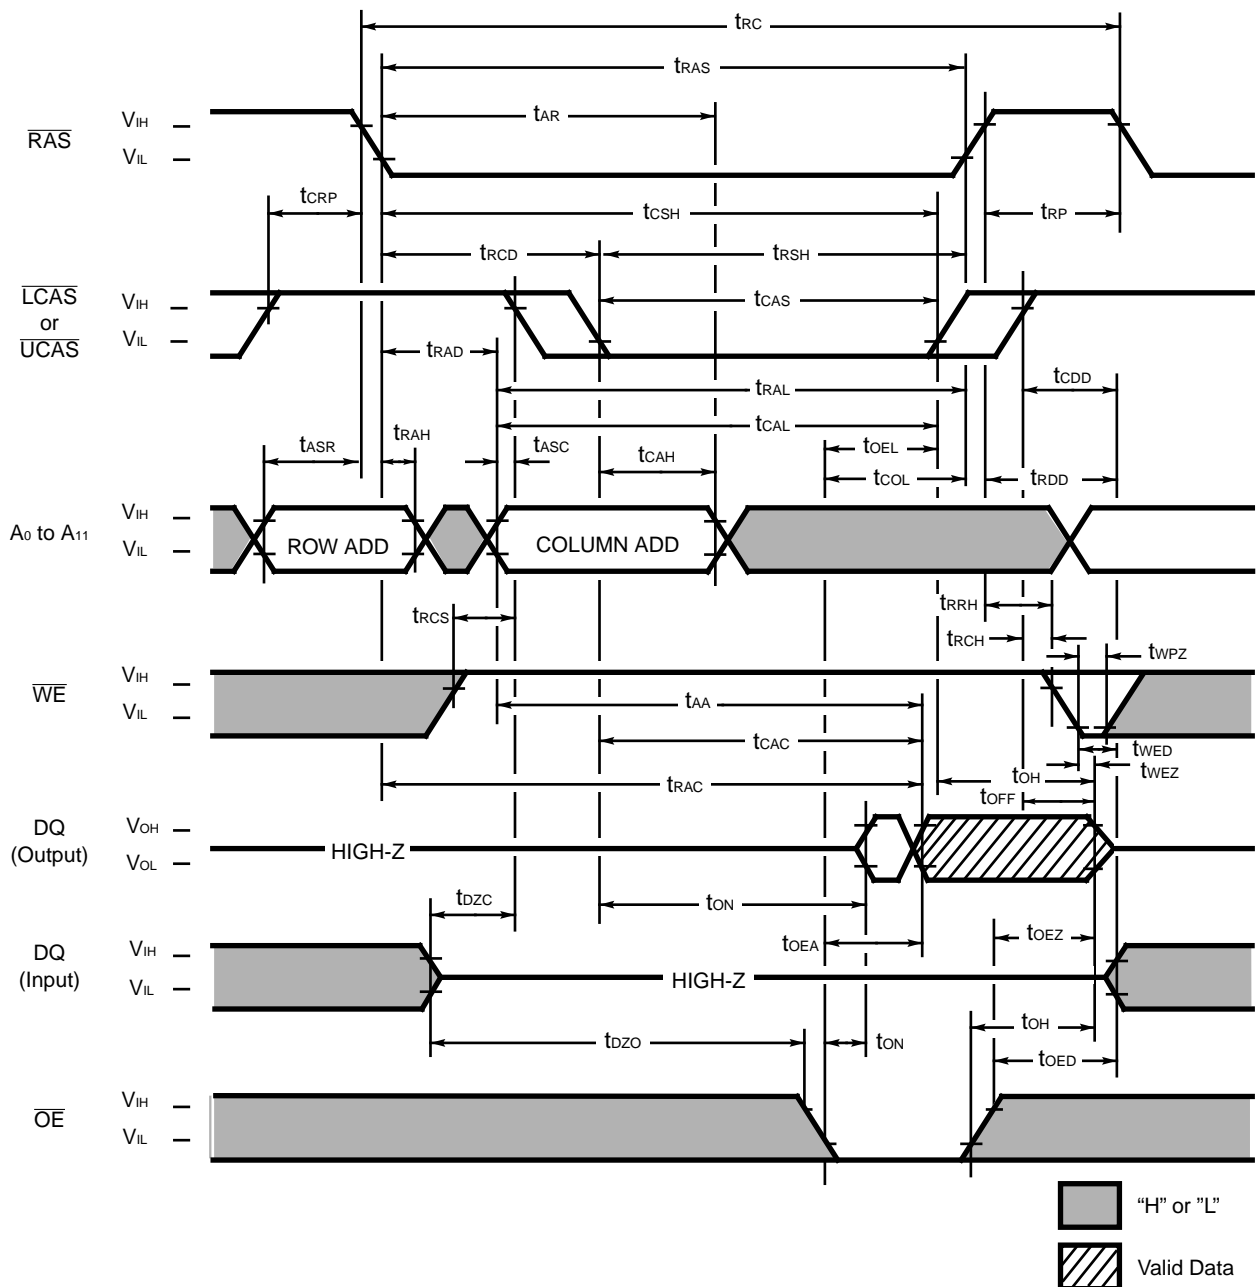 tRC
tRAS
tAR
RAS
VIH
VIL
tCRP
tCSH
tRP
tRCD
tRSH
LCAS
or
UCAS
VIH
VIL
tCAS
tRAD
tRAL
tCDD
tCAL
tASR
tRAH
tASC
tCAH
tOEL
tCOL
tRDD
A0 to A11
VIH
VIL
ROW ADD
COLUMN ADD
tRCS
tRRH
tRCH
tWPZ
WE
VIH
VIL
tAA
tCAC
tWED
tWEZ
tRAC
tOH
tOFF
DQ
(Output)
VOH
VOL
HIGH-Z
tDZC
tON
tOEA
tOEZ
DQ
(Input)
VIH
VIL
HIGH-Z
tDZO
tON
tOH
tOED
OE
VIH
VIL
“H” or ”L”
Valid Data